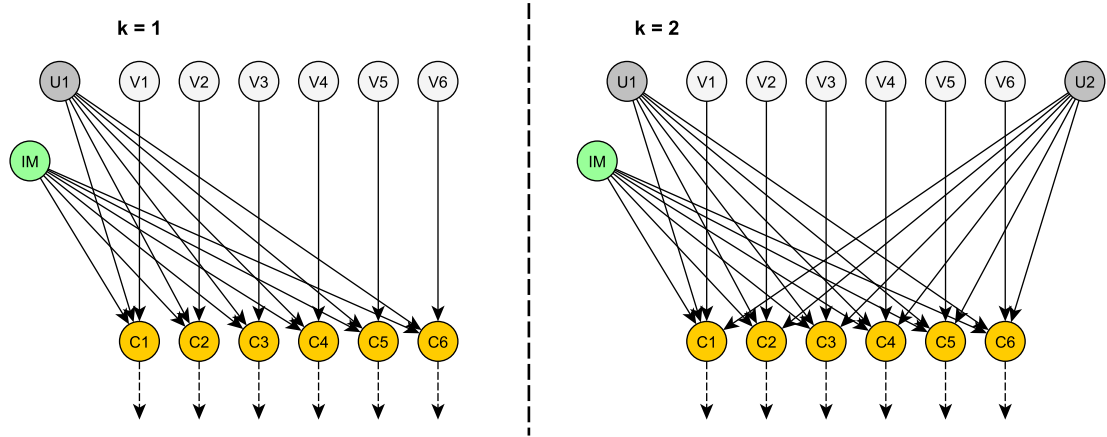 k = 1
k = 2
U1 V1 V2 V3 V4 V5 V6
U1 V1 V2 V3 V4 V5 V6 U2
IM
IM
C1 C2 C3 C4 C5 C6
C1 C2 C3 C4 C5 C6